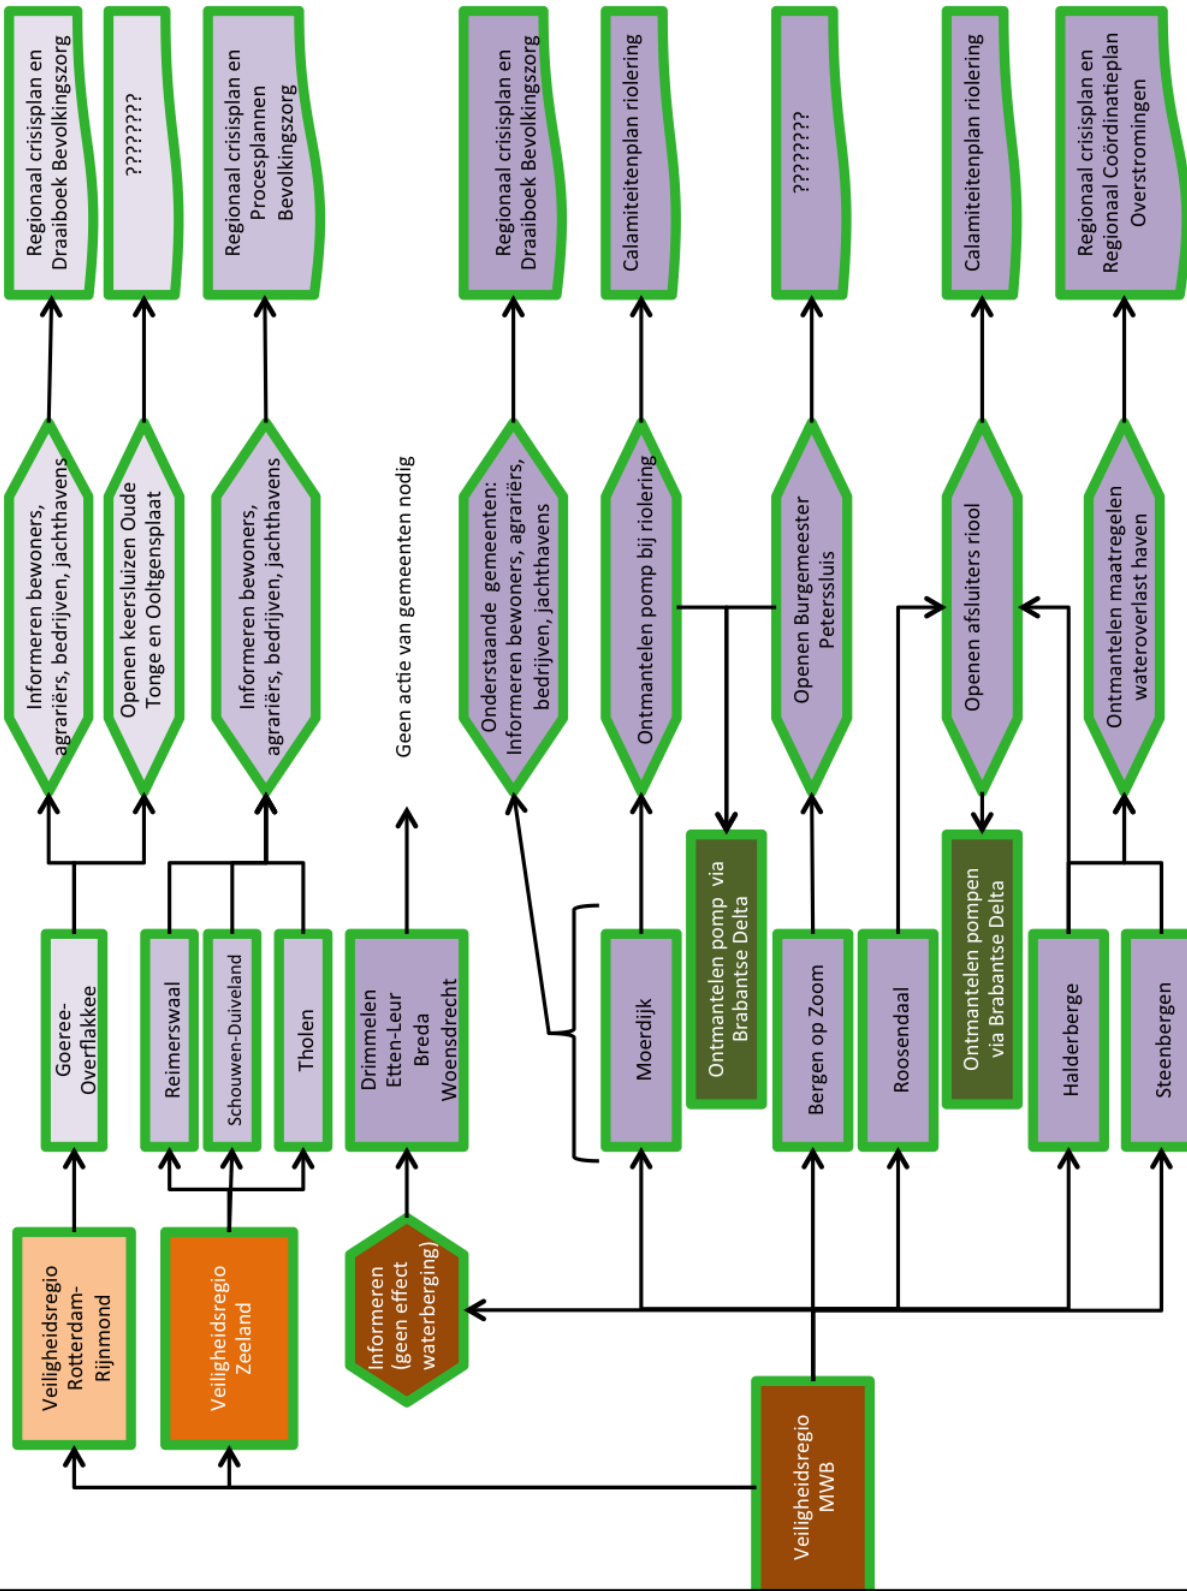 Veiligheidsregio
Rotterdam-
Rijnmond
Goeree-
Overflakkee
Informeren bewoners,
agrariërs, bedrijven, jachthavens
Regionaal crisisplan en
Draaiboek Bevolkingszorg
Openen keersluizen Oude
Tonge en Ooltgensplaat
????????
Veiligheidsregio
Zeeland
Reimerswaal
Schouwen-Duiveland
Tholen
Informeren bewoners,
agrariërs, bedrijven, jachthavens
Regionaal crisisplan en
Procesplannen
Bevolkingszorg
Informeren
(geen effect
waterberging)
Drimmelen
Etten-Leur
Breda
Woensdrecht
Geen actie van gemeenten nodig
Onderstaande gemeenten:
Informeren bewoners, agrariërs,
bedrijven, jachthavens
Regionaal crisisplan en
Draaiboek Bevolkingszorg
Moerdijk
Ontmantelen pomp bij riolering
Calamiteitenplan riolering
Ontmantelen pomp via
Brabantse Delta
Veiligheidsregio
MWB
Bergen op Zoom
Openen Burgemeester
Peterssluis
????????
Roosendaal
Openen afsluiters riool
Calamiteitenplan riolering
Ontmantelen pompen
via Brabantse Delta
Halderberge
Ontmantelen maatregelen
wateroverlast haven
Regionaal crisisplan en
Regionaal Coördinatieplan
Overstromingen
Steenbergen